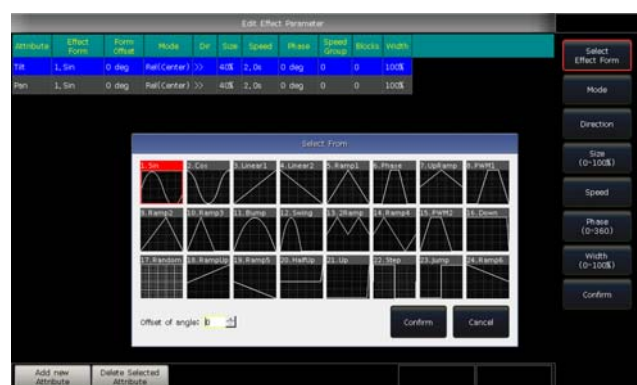 Edit Effect Parameter
Attribute Effect Form Form Offset Mode Dir Size Speed Phase Speed Group Blocks Width
Tilt 1, Sin 0 deg Rel(Center) >> 40% 2,0s 0 deg 0 0 100%
Pan 1, Sin 0 deg Rel(Center) >> 40% 2,0s 0 deg 0 0 100%
Select From
1. Sin 2.Cos 3.Linear1 4.Linear2 5.Ramp1 6.Phase 7.UpRamp 8.PWM1
9.Ramp2 10.Ramp3 11.Bump 12.Swing 13.2Ramp 14.Ramp4 15.PWM2 16.Down
17.Random 18.RampUp 19.Ramp5 20.HalfUp 21.Up 22.Step 23.Jump 24.Ramp6
Offset of angle: 0
Confirm Cancel
Select
Effect Form
Mode
Direction
Size
(0~100%)
Speed
Phase
(0~360)
Width
(0~100%)
Confirm
Add new
Attribute
Delete Selected
Attribute